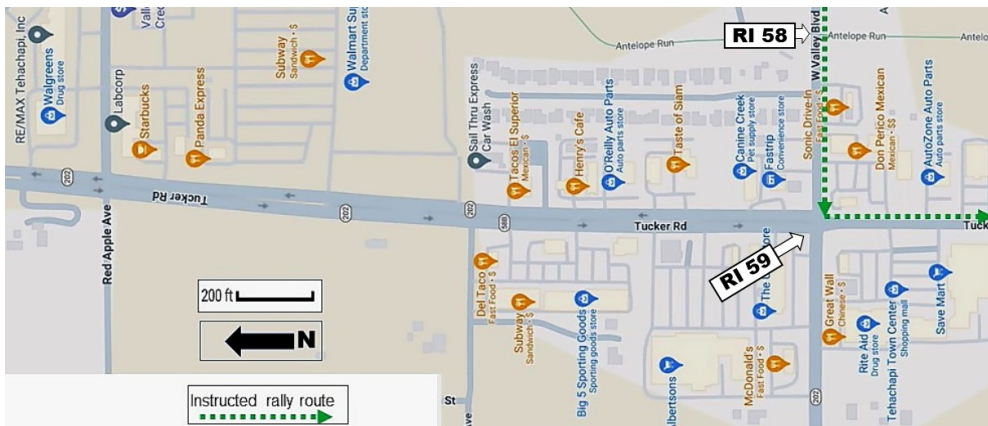 RE/MAX Tehachapi, Inc
Walgreens
Drug store
Labcorp
Starbucks
Panda Express
Subway
Sandwich • $
Walmart Sup
Department sto
Sail Thru Express
Car Wash
Tacos El Superior
Mexican • $
Henry's Cafe
O'Reilly Auto Parts
Auto parts store
Taste of Siam
Canine Creek
Pet supply store
Fastrip
Convenience store
Antelope Run
RI 58
W Valley Blvd
Antelope Run
Antelo
Sonic Drive-In
Fast Food • $
Don Perico Mexican
Mexican • $$
AutoZone Auto Parts
Auto parts store
202
Tucker Rd
202
202
58B
Tucker Rd
Tuck
Red Apple Ave
RI 59
200 ft
N
Del Taco
Fast Food • $
Subway
Sandwich • $
Big 5 Sporting Goods
Sporting goods store
Albertsons
McDonald's
Fast Food • $
Great Wall
Chinese • $
Rite Aid
Drug store
Tehachapi Town Center
Shopping mall
Save Mart
202
St
Ave
Instructed rally route